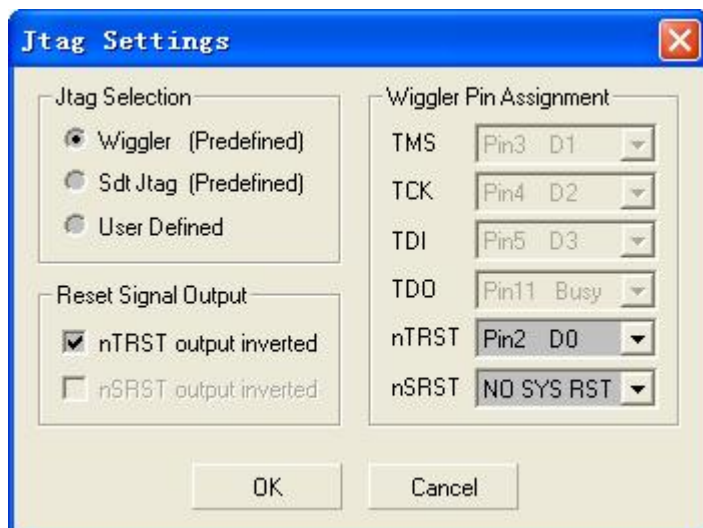 Jtag Settings
Jtag Selection
Wiggler (Predefined)
Sdt Jtag (Predefined)
User Defined
Reset Signal Output
nTRST output inverted
nSRST output inverted
Wiggler Pin Assignment
TMS Pin3 D1
TCK Pin4 D2
TDI Pin5 D3
TDO Pin11 Busy
nTRST Pin2 D0
nSRST NO SYS RST
OK Cancel